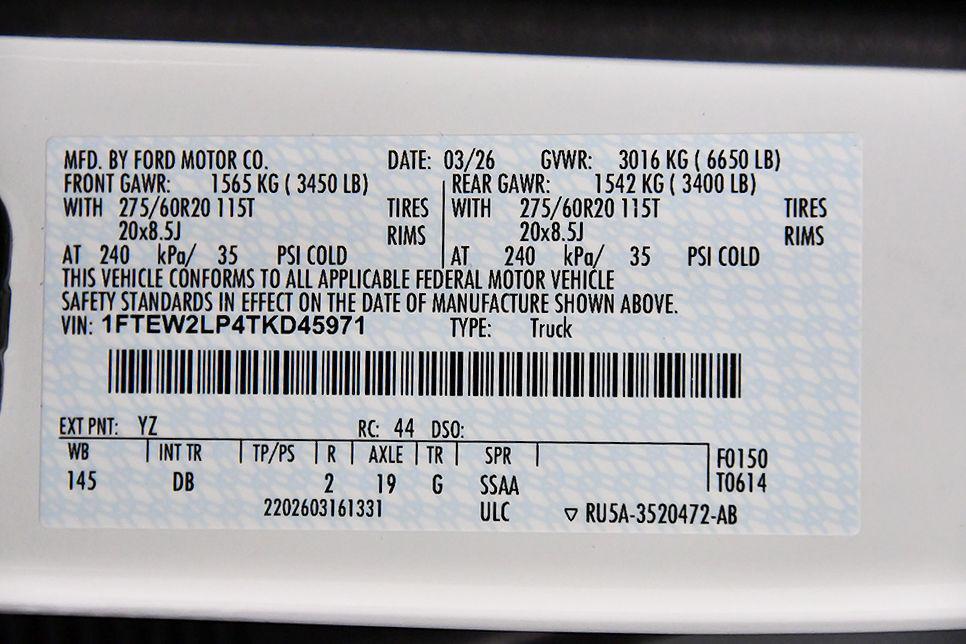 MFD. BY FORD MOTOR CO. DATE: 03/26 GVWR: 3016 KG ( 6650 LB)
FRONT GAWR: 1565 KG ( 3450 LB) REAR GAWR: 1542 KG ( 3400 LB)
WITH 275/60R20 115T TIRES WITH 275/60R20 115T TIRES
20x8.5J RIMS 20x8.5J RIMS
AT 240 kPa/ 35 PSI COLD AT 240 kPa/ 35 PSI COLD
THIS VEHICLE CONFORMS TO ALL APPLICABLE FEDERAL MOTOR VEHICLE
SAFETY STANDARDS IN EFFECT ON THE DATE OF MANUFACTURE SHOWN ABOVE.
VIN: 1FTEW2LP4TKD45971 TYPE: Truck
EXT PNT: YZ RC: 44 DSO:
WB INT TR TP/PS R AXLE TR SPR F0150
145 DB 2 19 G SSAA T0614
2202603161331 ULC ▽ RU5A-3520472-AB